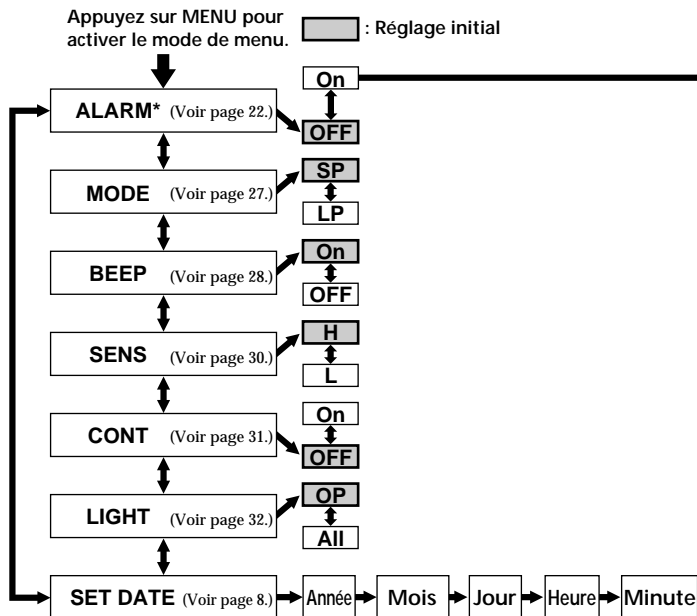 Appuyez sur MENU pour
activer le mode de menu.
: Réglage initial
On
ALARM* (Voir page 22.)
OFF
SP
MODE (Voir page 27.)
LP
On
BEEP (Voir page 28.)
OFF
H
SENS (Voir page 30.)
L
On
CONT (Voir page 31.)
OFF
OP
LIGHT (Voir page 32.)
All
SET DATE (Voir page 8.) Année Mois Jour Heure Minute